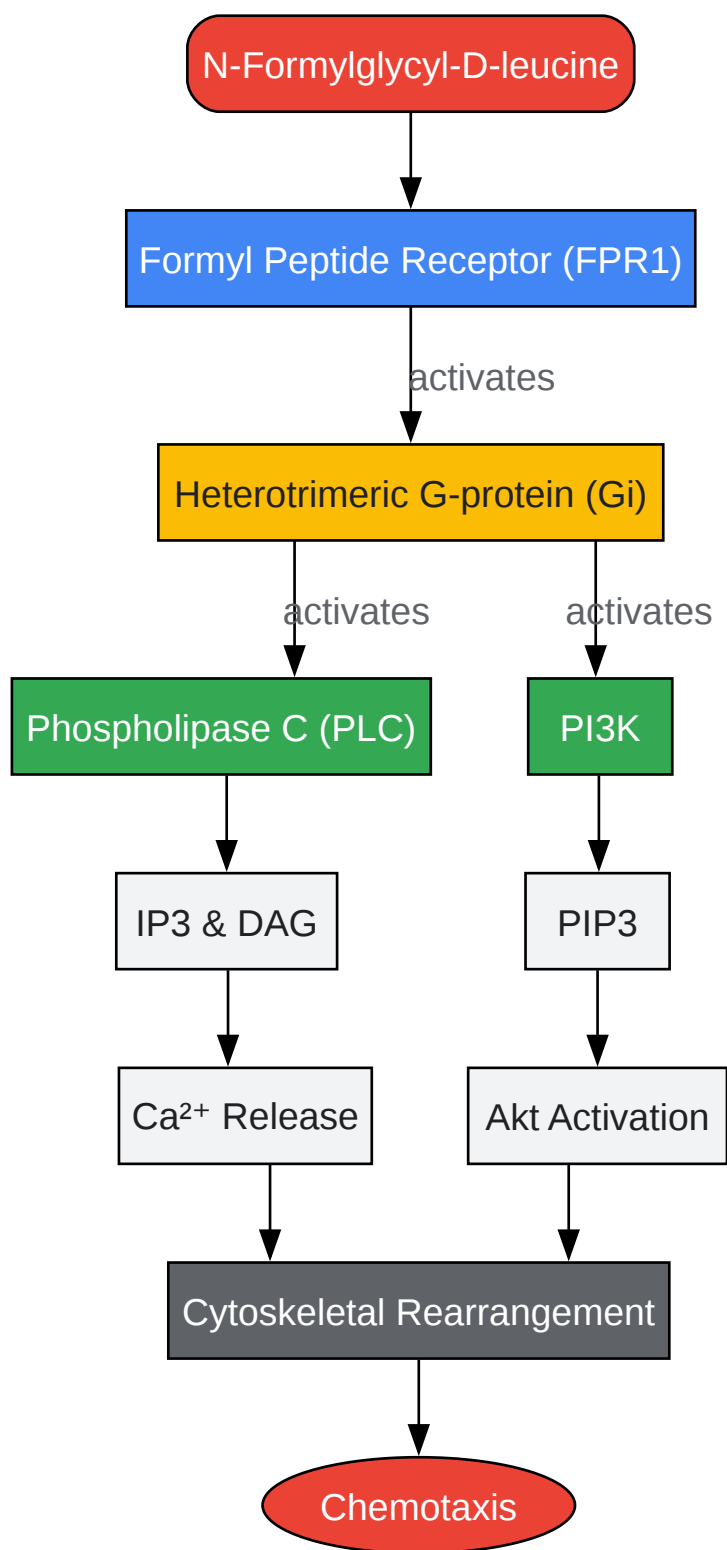 N-Formylglycyl-D-leucine
Formyl Peptide Receptor (FPR1)
activates
Heterotrimeric G-protein (Gi)
activates
activates
Phospholipase C (PLC)
PI3K
IP3 & DAG
PIP3
Ca²⁺ Release
Akt Activation
Cytoskeletal Rearrangement
Chemotaxis